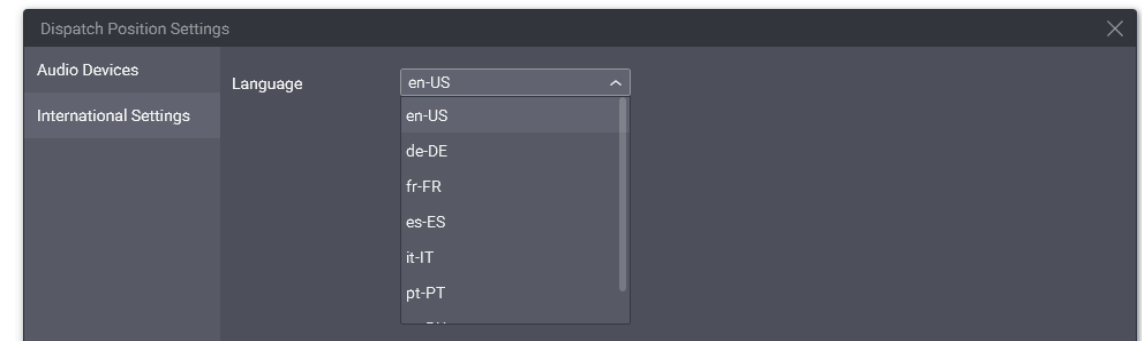 Dispatch Position Settings
Audio Devices
International Settings
Language
en-US
en-US
de-DE
fr-FR
es-ES
it-IT
pt-PT